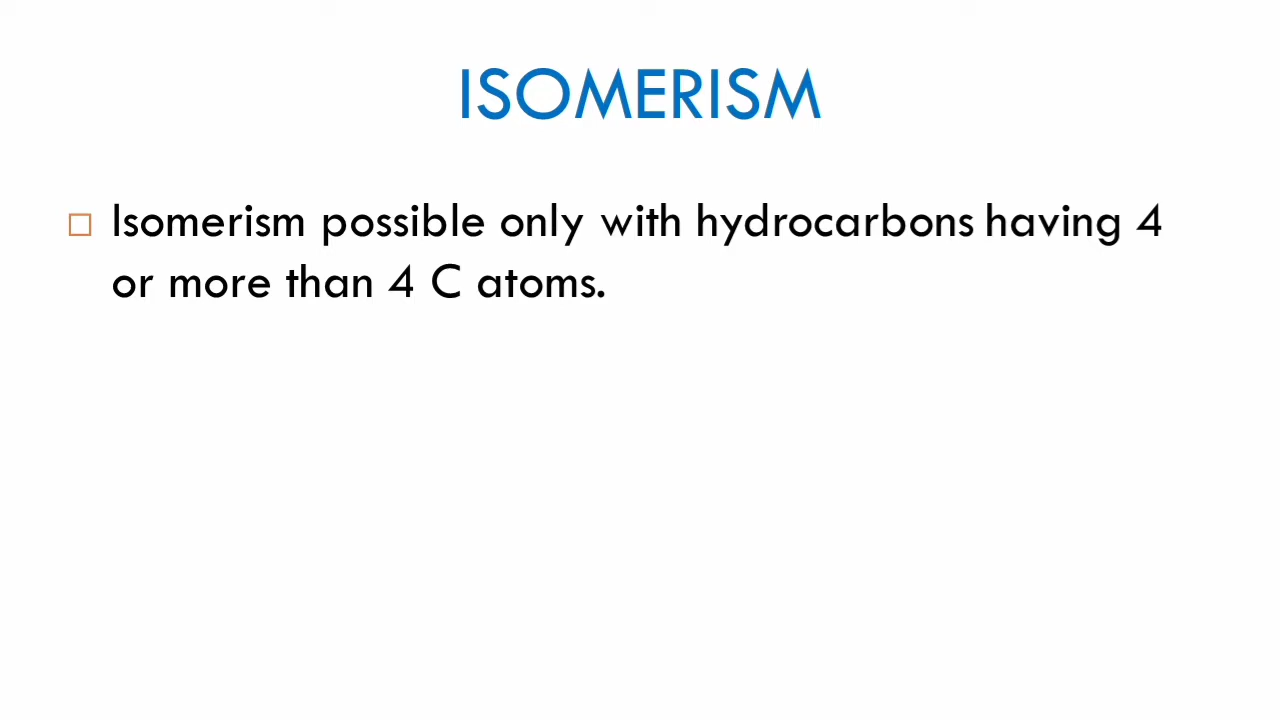 ISOMERISM
Isomerism possible only with hydrocarbons having 4
or more than 4 C atoms.